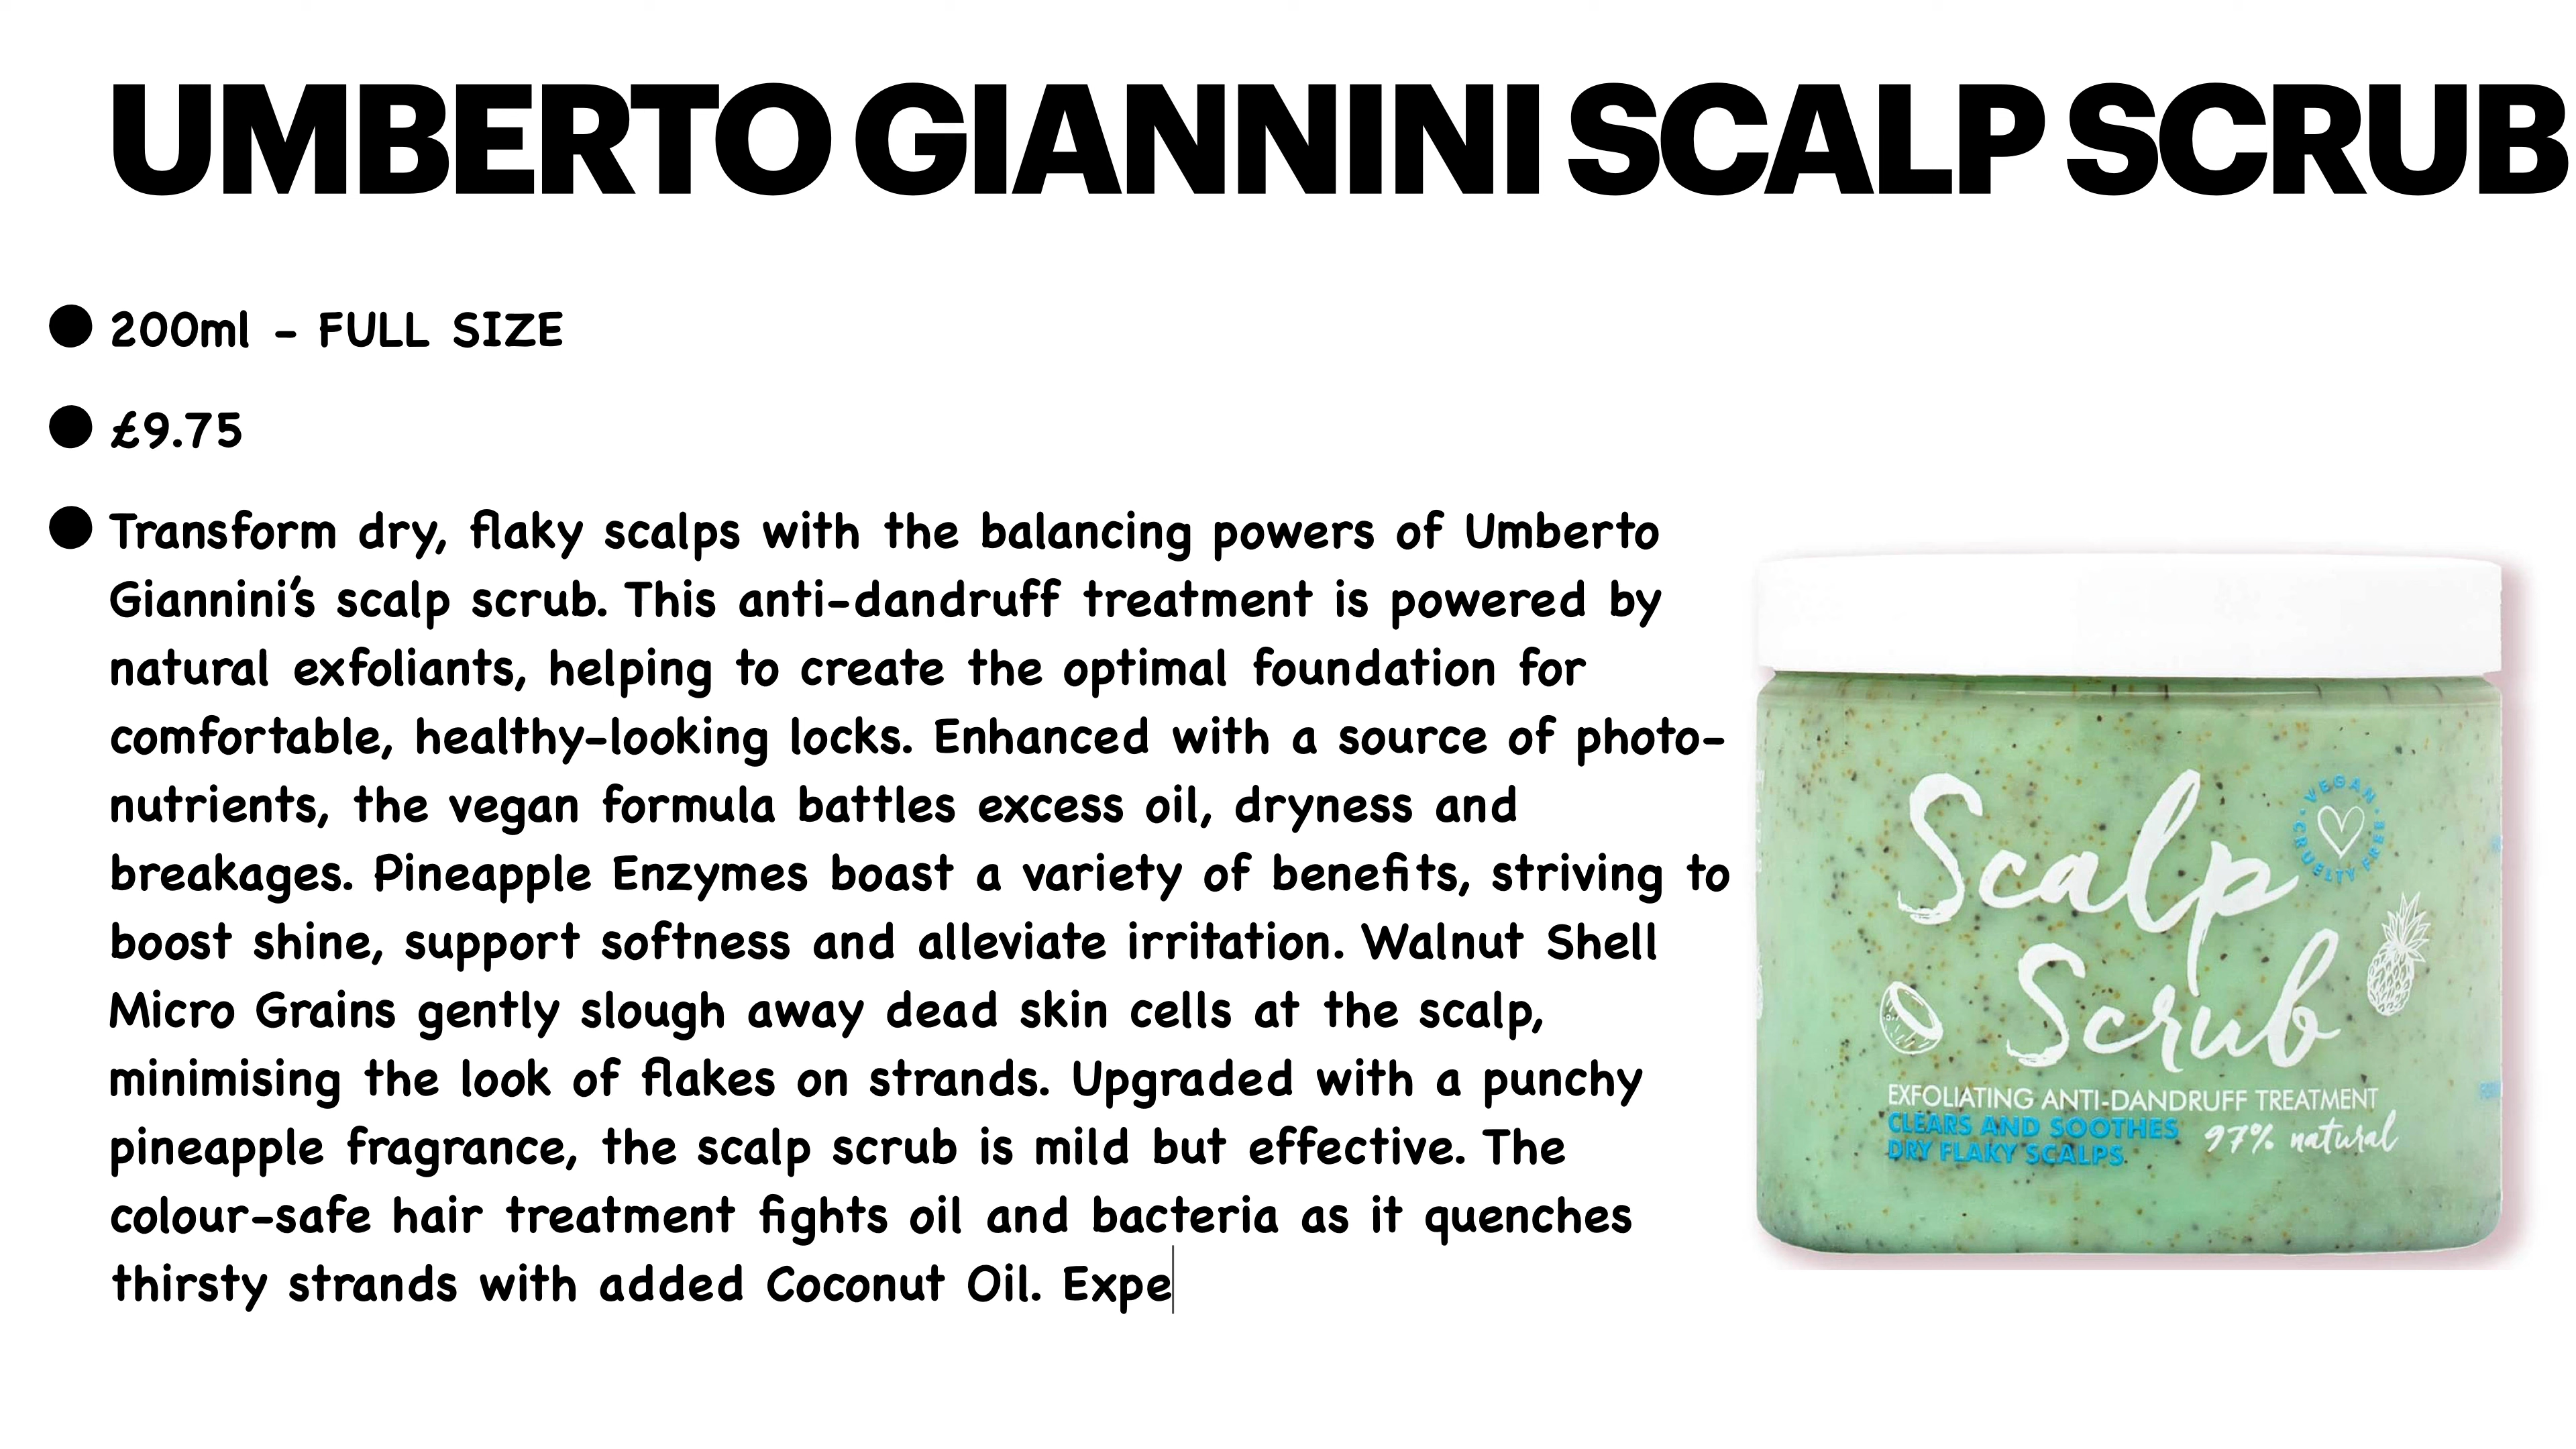 UMBERTO GIANNINI SCALP SCRUB
● 200ml - FULL SIZE
● £9.75
● Transform dry, flaky scalps with the balancing powers of Umberto
Giannini's scalp scrub. This anti-dandruff treatment is powered by
natural exfoliants, helping to create the optimal foundation for
comfortable, healthy-looking locks. Enhanced with a source of photo-
nutrients, the vegan formula battles excess oil, dryness and
breakages. Pineapple Enzymes boast a variety of benefits, striving to
boost shine, support softness and alleviate irritation. Walnut Shell
Micro Grains gently slough away dead skin cells at the scalp,
minimising the look of flakes on strands. Upgraded with a punchy
pineapple fragrance, the scalp scrub is mild but effective. The
colour-safe hair treatment fights oil and bacteria as it quenches
thirsty strands with added Coconut Oil. Expe
Scalp
Scrub
VEGAN
CRUELTY FREE
EXFOLIATING ANTI-DANDRUFF TREATMENT
CLEARS AND SOOTHES
DRY FLAKY SCALPS
97% natural